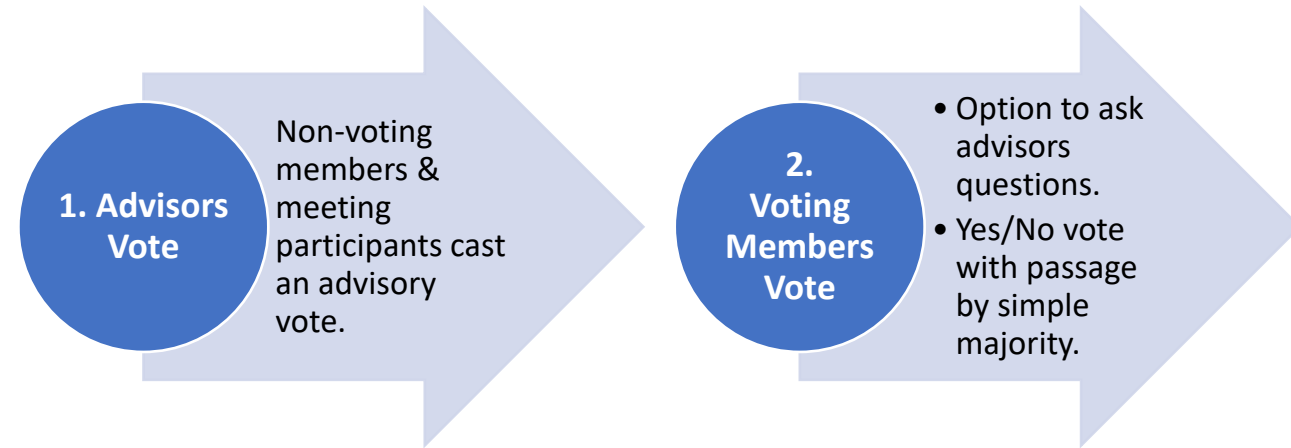 1. Advisors
Vote
Non-voting
members &
meeting
participants cast
an advisory
vote.
2.
Voting
Members
Vote
• Option to ask
advisors
questions.
• Yes/No vote
with passage
by simple
majority.